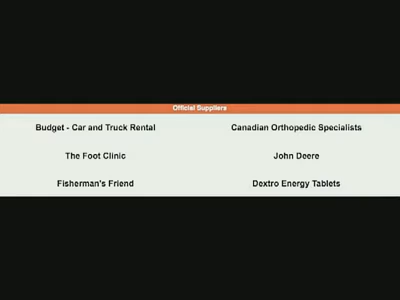 Official Suppliers
Budget - Car and Truck Rental
Canadian Orthopedic Specialists
The Foot Clinic
John Deere
Fisherman's Friend
Dextro Energy Tablets